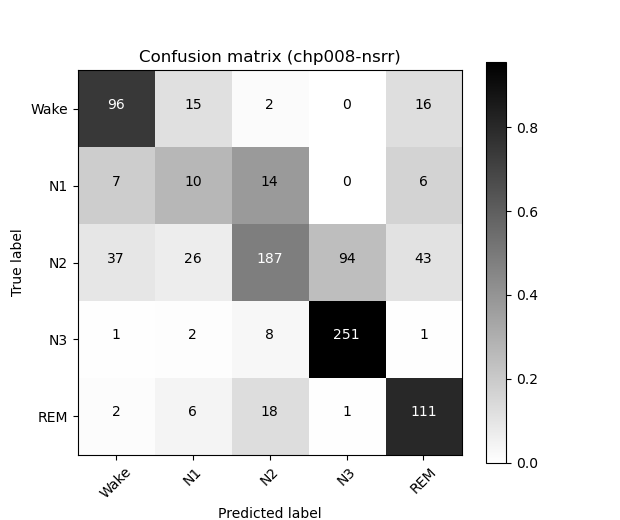 Confusion matrix (chp008-nsrr)
Wake 96 15 2 0 16
N1 7 10 14 0 6
N2 37 26 187 94 43
N3 1 2 8 251 1
REM 2 6 18 1 111
Wake N1 N2 N3 REM
True label
Predicted label
0.8
0.6
0.4
0.2
0.0